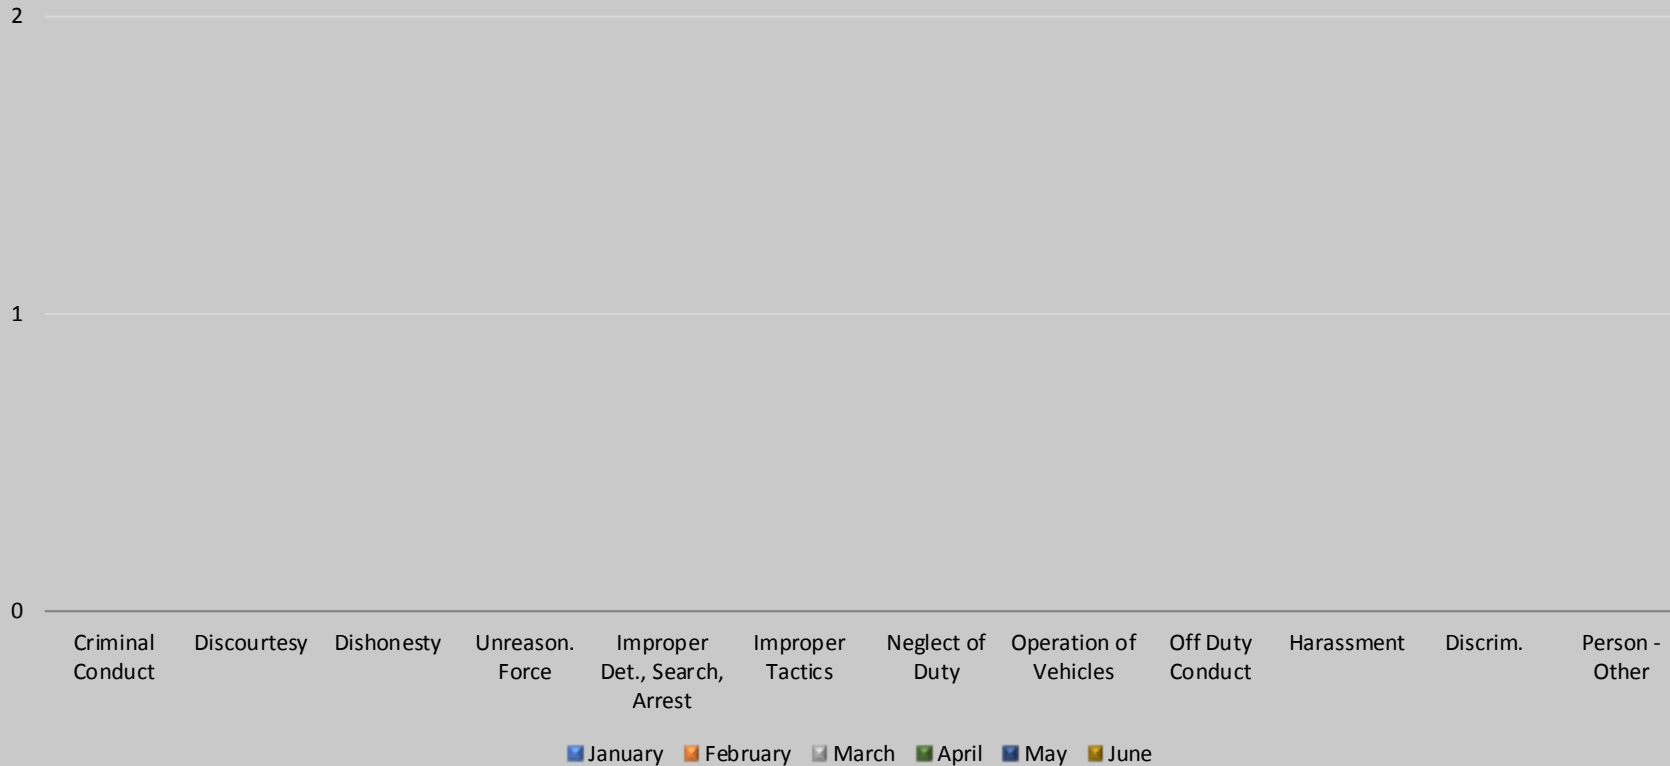 2
1
0
Criminal
Conduct
Discourtesy
Dishonesty
Unreason.
Force
Improper
Det., Search,
Arrest
Improper
Tactics
Neglect of
Duty
Operation of
Vehicles
Off Duty
Conduct
Harassment
Discrim.
Person -
Other
January February March April May June